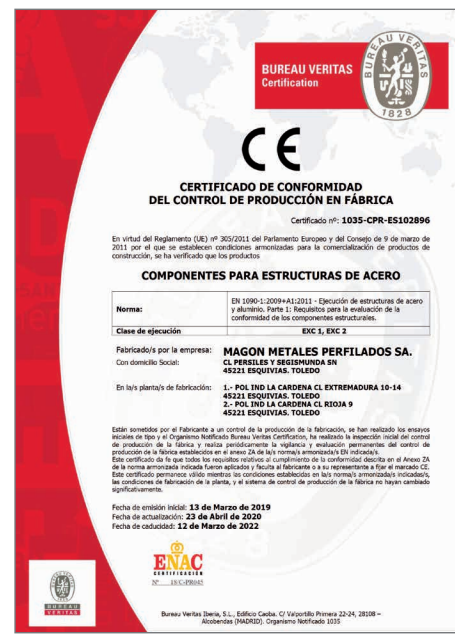 BUREAU VERITAS
Certification
BUREAU VERITAS
1828
CE
CERTIFICADO DE CONFORMIDAD
DEL CONTROL DE PRODUCCIÓN EN FÁBRICA
Certificado nº: 1035-CPR-ES102896
En virtud del Reglamento (UE) nº 305/2011 del Parlamento Europeo y del Consejo de 9 de marzo de
2011 por el que se establecen condiciones armonizadas para la comercialización de productos de
construcción, se ha verificado que los productos
COMPONENTES PARA ESTRUCTURAS DE ACERO
Norma:
EN 1090-1:2009+A1:2011 - Ejecución de estructuras de acero
y aluminio. Parte 1: Requisitos para la evaluación de la
conformidad de los componentes estructurales.
Clase de ejecución
EXC 1, EXC 2
Fabricado/s por la empresa: MAGON METALES PERFILADOS SA.
Con domicilio Social: CL PERSILES Y SEGISMUNDA SN
45221 ESQUIVIAS. TOLEDO
En la/s planta/s de fabricación: 1.- POL IND LA CARDENA CL EXTREMADURA 10-14
45221 ESQUIVIAS. TOLEDO
2.- POL IND LA CARDENA CL RIOJA 9
45221 ESQUIVIAS. TOLEDO
Están sometidos por el Fabricante a un control de la producción de la fabricación, se han realizado los ensayos
iniciales de tipo y el Organismo Notificado Bureau Veritas Certification, ha realizado la inspección inicial del control
de producción de la fábrica y realiza periódicamente la vigilancia y evaluación permanentes del control de
producción de la fábrica establecidos en el anexo ZA de la/s norma/s armonizada/s EN indicada/s.
Este certificado da fe que todos los requisitos relativos al cumplimiento de la conformidad descrita en el Anexo ZA
de la norma armonizada indicada fueron aplicados y faculta al fabricante o a su representante a fijar el marcado CE.
Este certificado permanece válido mientras las condiciones establecidas en la/s norma/s armonizada/s indicadas/s,
las condiciones de fabricación de la planta, y el sistema de control de producción de la fábrica no hayan cambiado
significativamente.
Fecha de emisión inicial: 13 de Marzo de 2019
Fecha de actualización: 23 de Abril de 2020
Fecha de caducidad: 12 de Marzo de 2022
ENAC
CERTIFICACIÓN
Nº 18/C-PR045
BUREAU
VERITAS
Bureau Veritas Iberia, S.L., Edificio Caoba. C/ Valportillo Primera 22-24, 28108 –
Alcobendas (MADRID). Organismo Notificado 1035